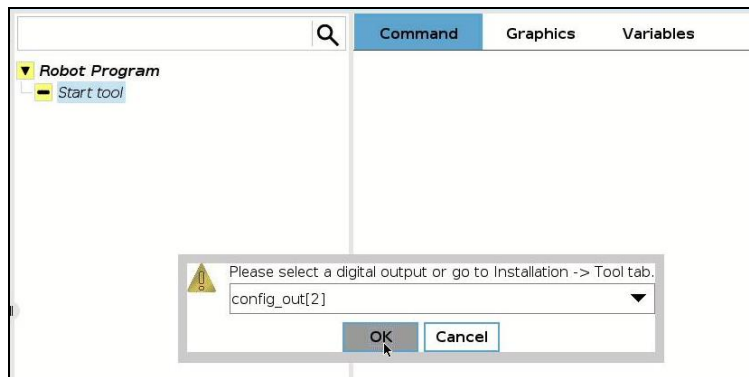 Command Graphics Variables
Robot Program
Start tool
Please select a digital output or go to Installation -> Tool tab.
config_out[2]
OK Cancel